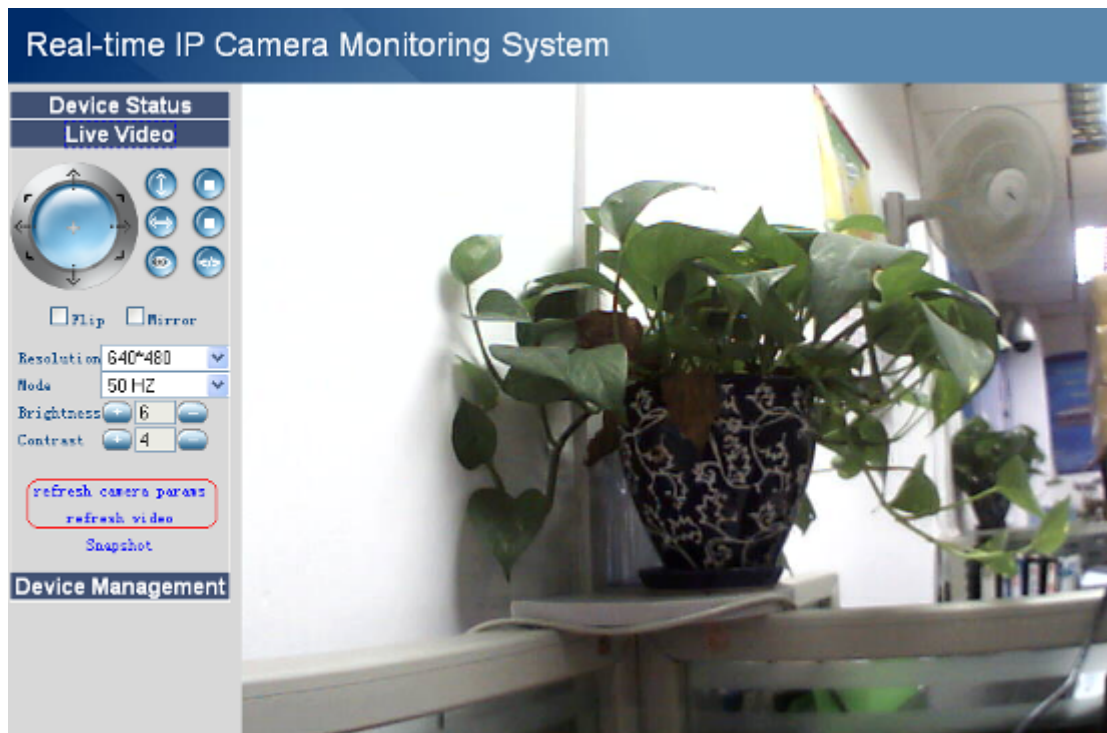 Real-time IP Camera Monitoring System
Device Status
Live Video
Flip Mirror
Resolution 640*480
Mode 50 HZ
Brightness + 6 −
Contrast + 4 −
refresh camera params
refresh video
Snapshot
Device Management